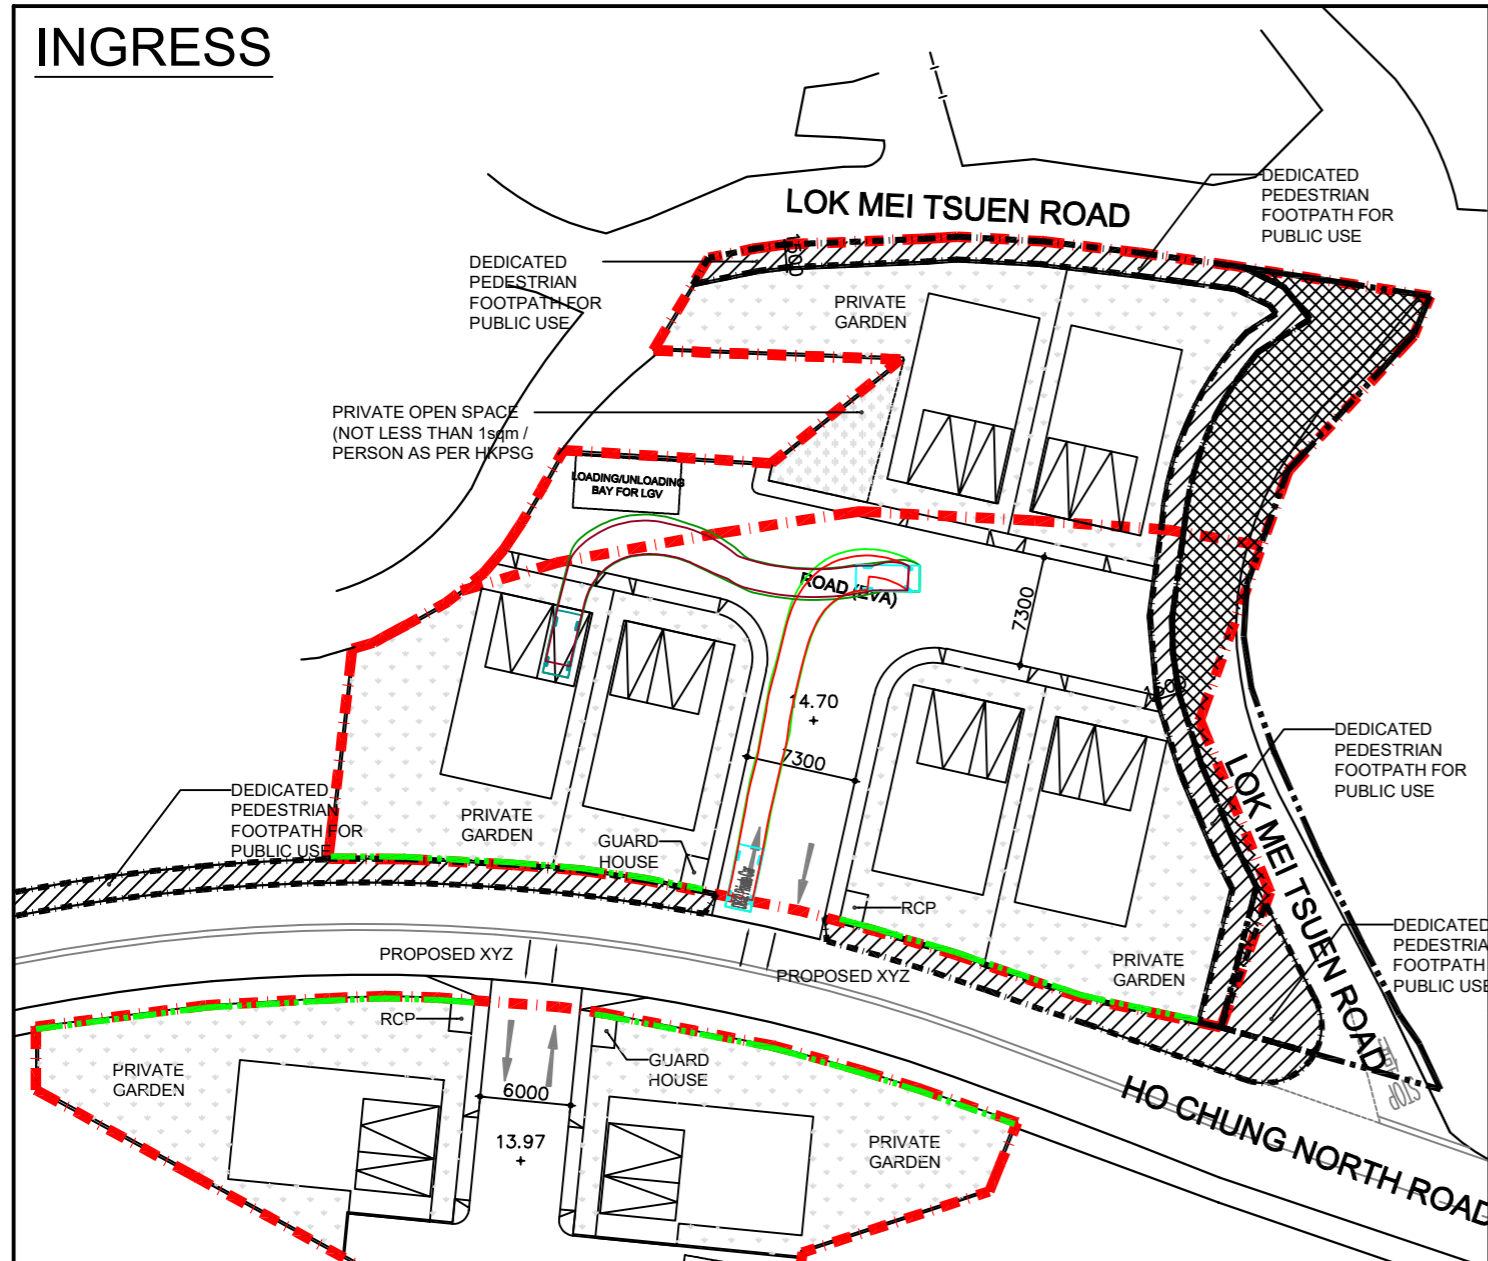 INGRESS
LOK MEI TSUEN ROAD
DEDICATED
PEDESTRIAN
FOOTPATH FOR
PUBLIC USE
DEDICATED
PEDESTRIAN
FOOTPATH FOR
PUBLIC USE
1500
PRIVATE
GARDEN
PRIVATE OPEN SPACE
(NOT LESS THAN 1sqm /
PERSON AS PER HKPSG
LOADING/UNLOADING
BAY FOR LGV
ROAD (EVA)
7300
14.70
1500
7300
DEDICATED
PEDESTRIAN
FOOTPATH FOR
PUBLIC USE
LOK MEI TSUEN ROAD
DEDICATED
PEDESTRIAN
FOOTPATH FOR
PUBLIC USE
PRIVATE
GARDEN
GUARD
HOUSE
RCP
DEDICATED
PEDESTRIA
FOOTPATH
PUBLIC USE
PRIVATE
GARDEN
PROPOSED XYZ
PROPOSED XYZ
RCP
GUARD
HOUSE
PRIVATE
GARDEN
6000
13.97
PRIVATE
GARDEN
STOP
HO CHUNG NORTH ROAD